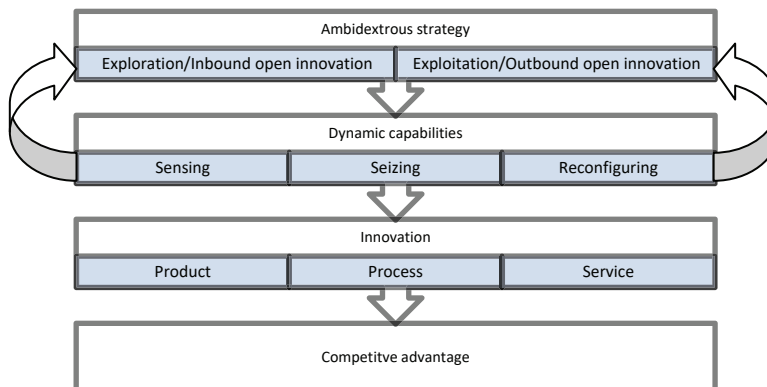 Ambidextrous strategy
Exploration/Inbound open innovation Exploitation/Outbound open innovation
Dynamic capabilities
Sensing Seizing Reconfiguring
Innovation
Product Process Service
Competitve advantage